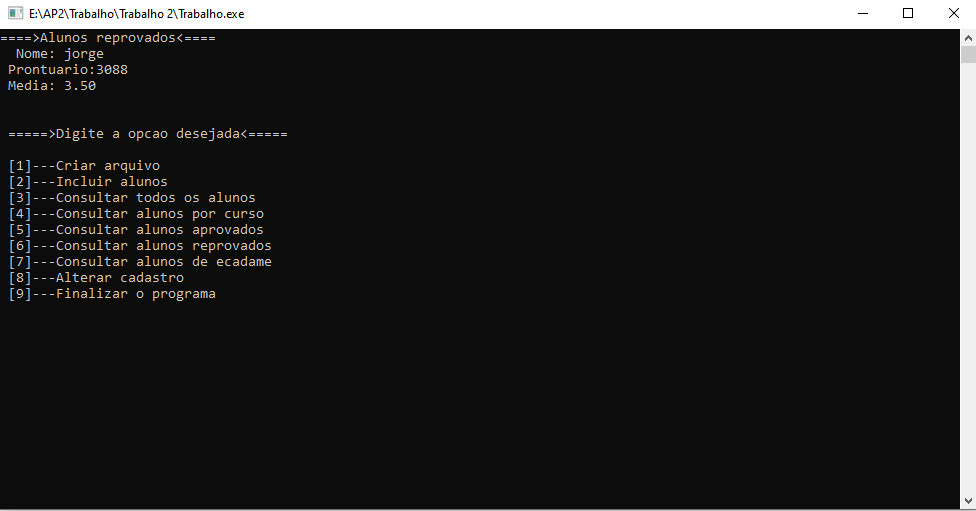 E:\AP2\Trabalho\Trabalho 2\Trabalho.exe
====>Alunos reprovados<====
Nome: jorge
Prontuario:3088
Media: 3.50
=====>Digite a opcao desejada<=====
[1]---Criar arquivo
[2]---Incluir alunos
[3]---Consultar todos os alunos
[4]---Consultar alunos por curso
[5]---Consultar alunos aprovados
[6]---Consultar alunos reprovados
[7]---Consultar alunos de ecadame
[8]---Alterar cadastro
[9]---Finalizar o programa